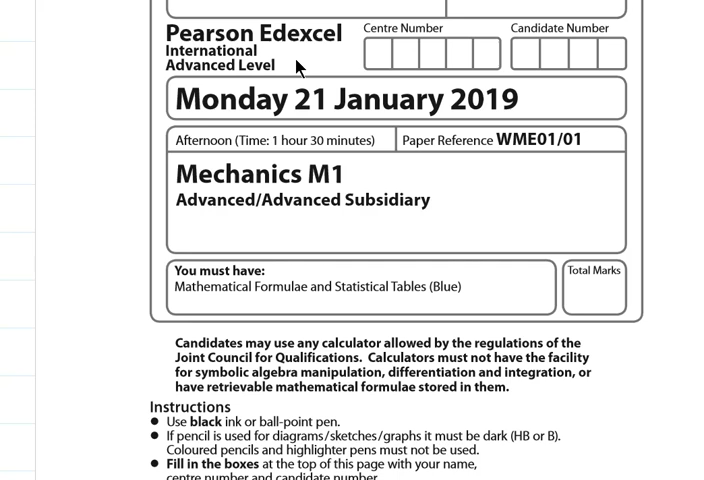 Pearson Edexcel
International
Advanced Level
Centre Number
Candidate Number
Monday 21 January 2019
Afternoon (Time: 1 hour 30 minutes)
Paper Reference WME01/01
Mechanics M1
Advanced/Advanced Subsidiary
You must have:
Mathematical Formulae and Statistical Tables (Blue)
Total Marks
Candidates may use any calculator allowed by the regulations of the
Joint Council for Qualifications. Calculators must not have the facility
for symbolic algebra manipulation, differentiation and integration, or
have retrievable mathematical formulae stored in them.
Instructions
● Use black ink or ball-point pen.
● If pencil is used for diagrams/sketches/graphs it must be dark (HB or B).
Coloured pencils and highlighter pens must not be used.
● Fill in the boxes at the top of this page with your name,
centre number and candidate number.